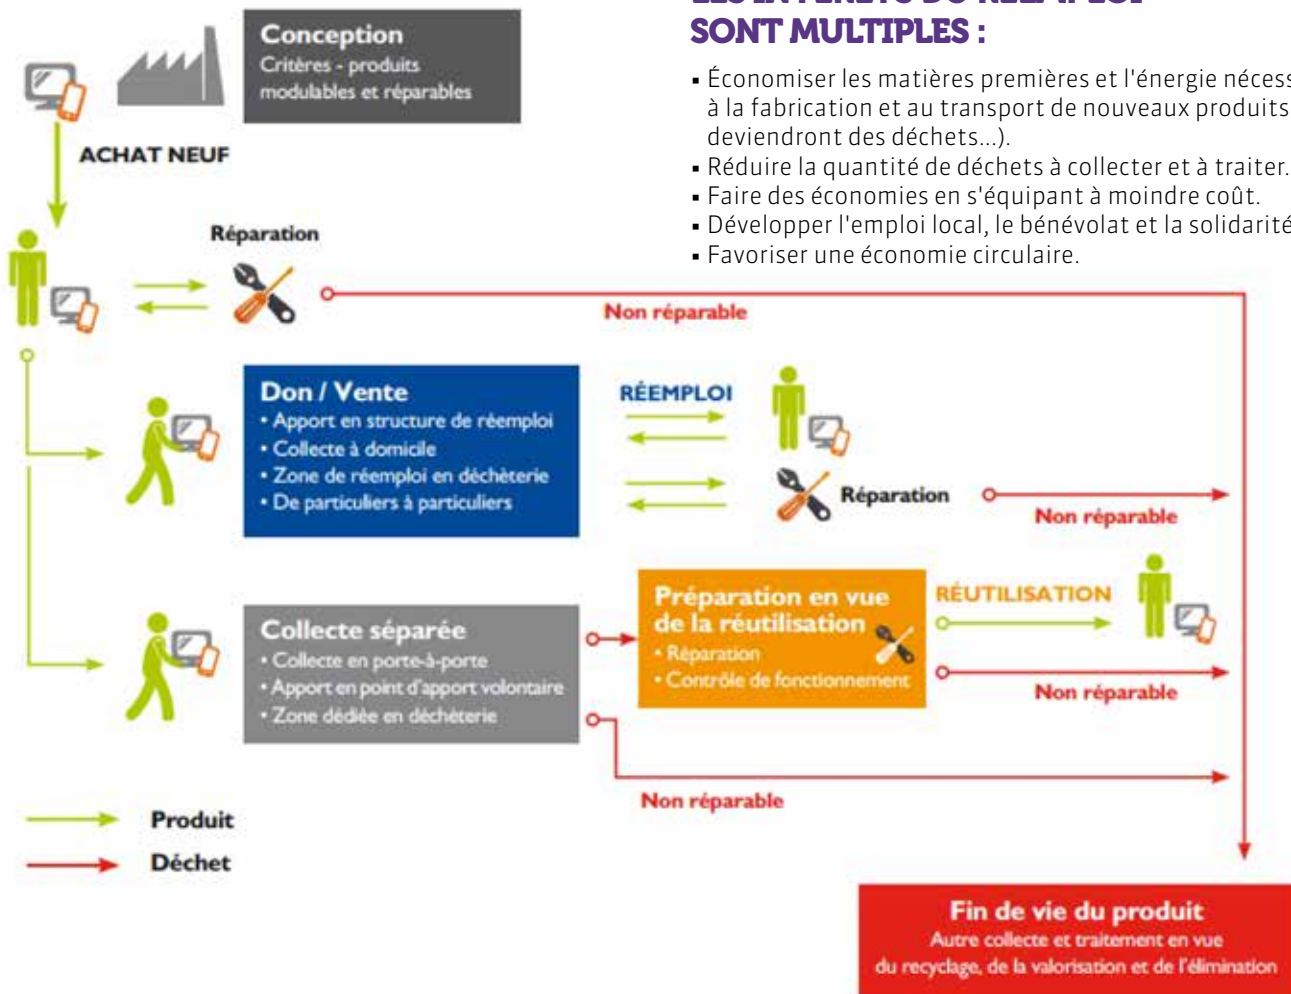 SONT MULTIPLES :
▪ Économiser les matières premières et l'énergie
à la fabrication et au transport de nouveaux produits
deviendront des déchets...).
▪ Réduire la quantité de déchets à collecter et à traiter.
▪ Faire des économies en s'équipant à moindre coût.
▪ Développer l'emploi local, le bénévolat et la solidarité
▪ Favoriser une économie circulaire.
Conception
Critères - produits
modulables et réparables
ACHAT NEUF
Réparation
Non réparable
Don / Vente
• Apport en structure de réemploi
• Collecte à domicile
• Zone de réemploi en déchèterie
• De particuliers à particuliers
RÉEMPLOI
Réparation
Non réparable
Collecte séparée
• Collecte en porte-à-porte
• Apport en point d'apport volontaire
• Zone dédiée en déchèterie
Préparation en vue
de la réutilisation
• Réparation
• Contrôle de fonctionnement
RÉUTILISATION
Non réparable
Non réparable
Produit
Déchet
Fin de vie du produit
Autre collecte et traitement en vue
du recyclage, de la valorisation et de l'élimination